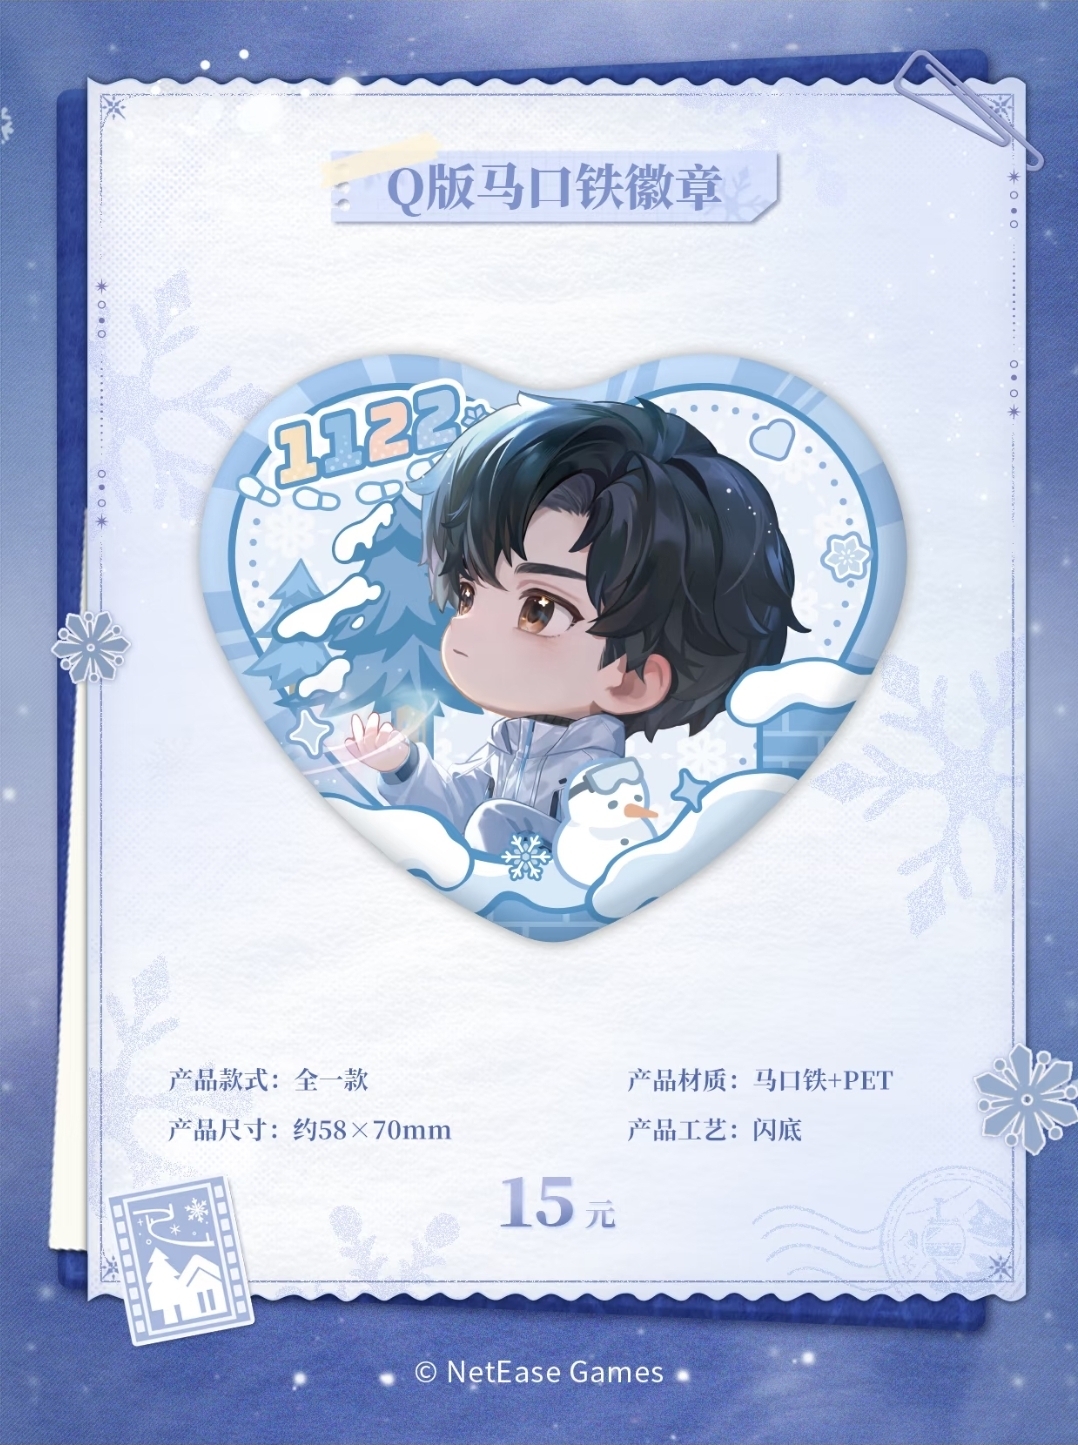 Q版马口铁徽章
1122
产品款式：全一款
产品材质：马口铁+PET
产品尺寸：约58×70mm
产品工艺：闪底
15元
© NetEase Games